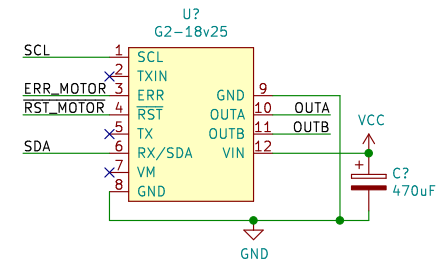 U?
G2-18v25
SCL 1 SCL
2 TXIN
ERR_MOTOR 3 ERR GND 9
RST_MOTOR 4 RST OUTA 10 OUTA
5 TX OUTB 11 OUTB
SDA 6 RX/SDA VIN 12
7 VM
8 GND
VCC
+
C?
470uF
GND